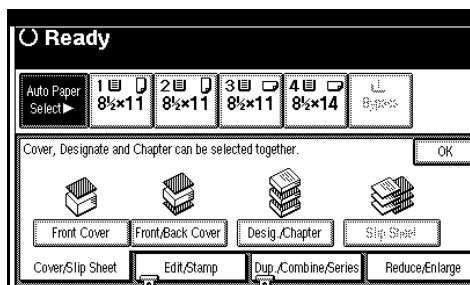 Ready
Auto Paper Select▶
1 8½×11
2 8½×11
3 8½×11
4 8½×14
Bypass
Cover, Designate and Chapter can be selected together.
OK
Front Cover
Front/Back Cover
Desig./Chapter
Slip Sheet
Cover/Slip Sheet
Edit/Stamp
Dup./Combine/Series
Reduce/Enlarge